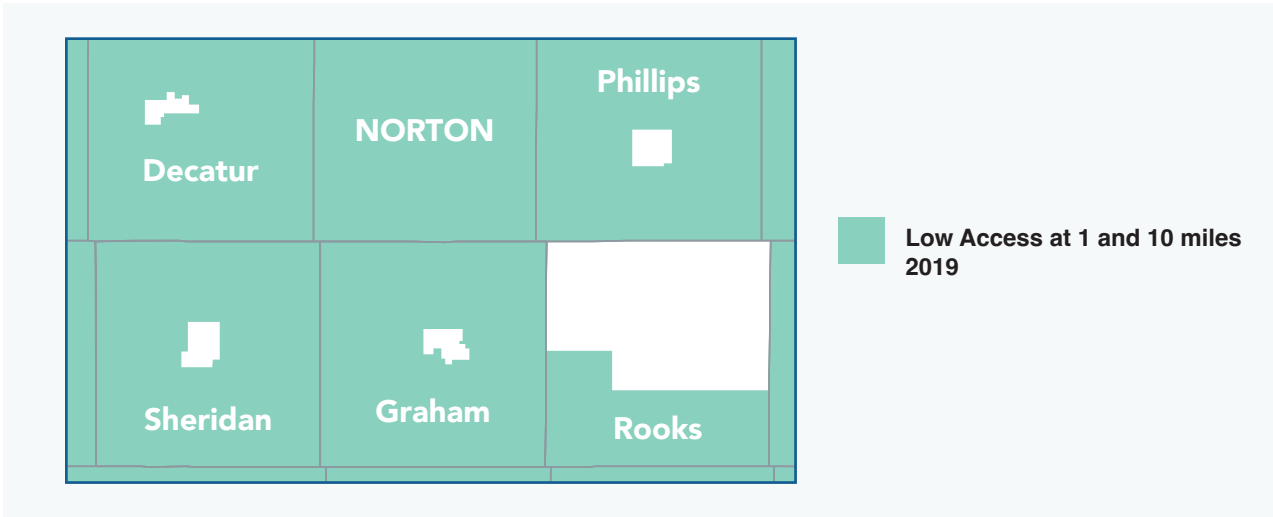 Phillips
NORTON
Decatur
Low Access at 1 and 10 miles
2019
Graham
Sheridan
Rooks